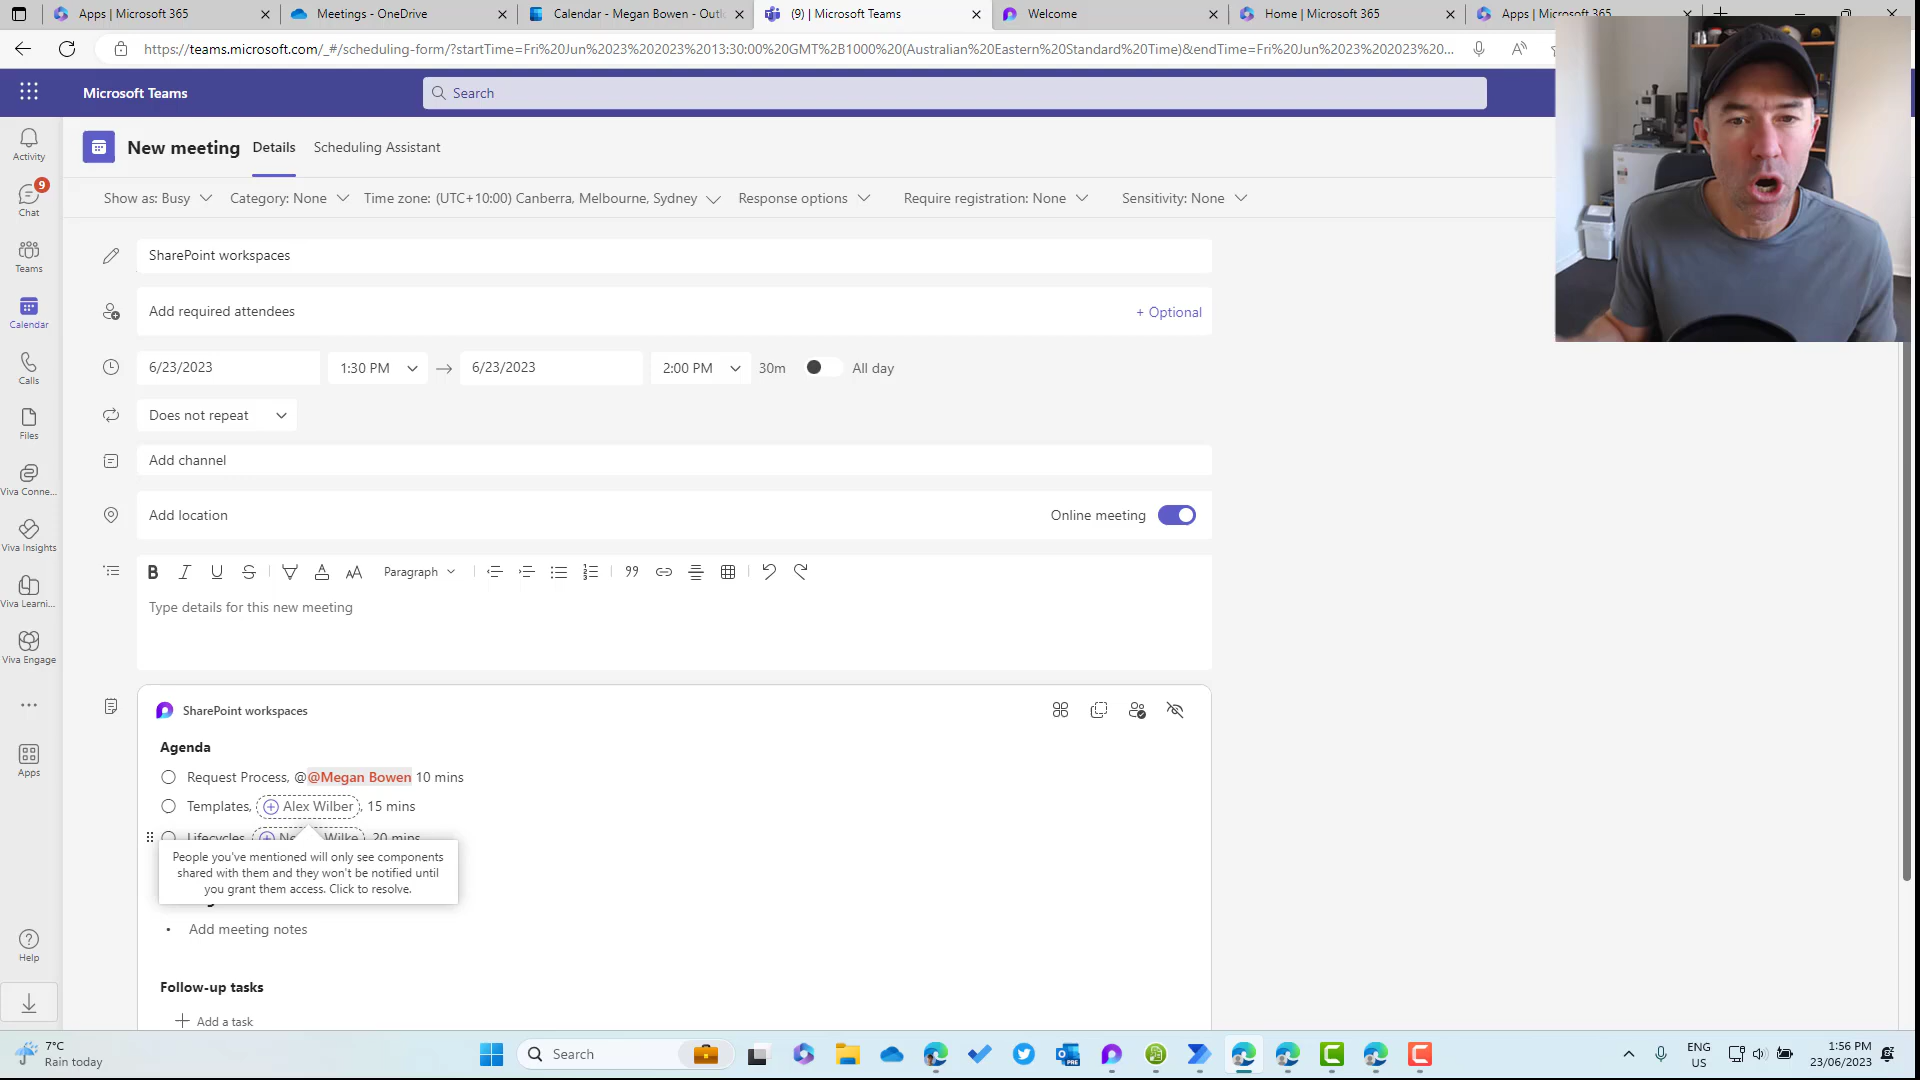 Apps | Microsoft 365
Meetings - OneDrive
Calendar - Megan Bowen - Outl
(9) | Microsoft Teams
Welcome
Home | Microsoft 365
Apps | Microsoft 365
https://teams.microsoft.com/_#/scheduling-form/?startTime=Fri%20Jun%2023%202023%2013:30:00%20GMT%2B1000%20(Australian%20Eastern%20Standard%20Time)&endTime=Fri%20Jun%2023%202023%20...
Microsoft Teams
Search
New meeting
Details
Scheduling Assistant
Show as: Busy
Category: None
Time zone: (UTC+10:00) Canberra, Melbourne, Sydney
Response options
Require registration: None
Sensitivity: None
Activity
9
Chat
Teams
Calendar
Calls
Files
Viva Conne...
Viva Insights
Viva Learni...
Viva Engage
Apps
Help
SharePoint workspaces
Add required attendees
+ Optional
6/23/2023
1:30 PM
6/23/2023
2:00 PM
30m
All day
Does not repeat
Add channel
Add location
Online meeting
B I U S
Paragraph
Type details for this new meeting
SharePoint workspaces
Agenda
Request Process, @@Megan Bowen 10 mins
Templates, Alex Wilber, 15 mins
Lifecycles, Ne Wilke, 20 mins
People you've mentioned will only see components
shared with them and they won't be notified until
you grant them access. Click to resolve.
• Add meeting notes
Follow-up tasks
Add a task
7°C
Rain today
Search
ENG
US
1:56 PM
23/06/2023